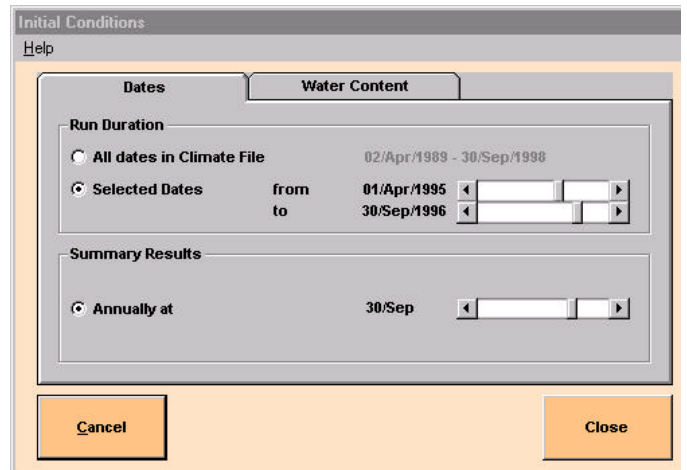 Initial Conditions
Help
Dates Water Content
Run Duration
All dates in Climate File 02/Apr/1989 - 30/Sep/1998
Selected Dates from 01/Apr/1995
to 30/Sep/1996
Summary Results
Annually at 30/Sep
Cancel Close